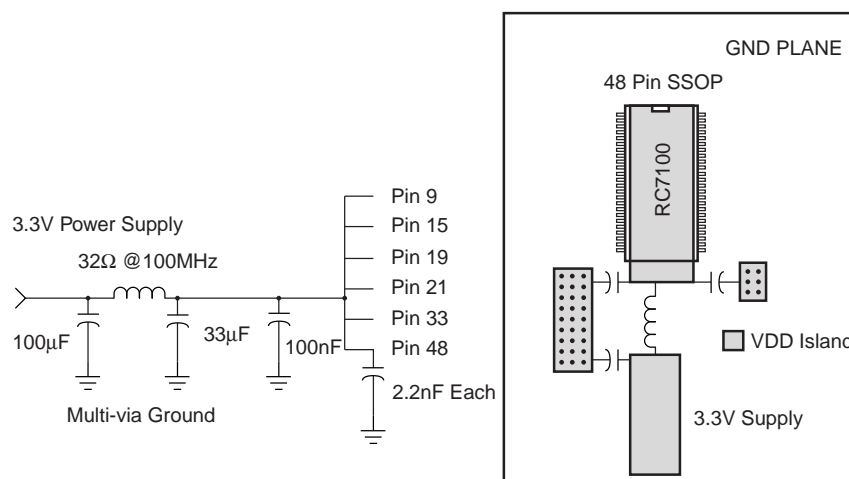 3.3V Power Supply
32Ω @100MHz
100μF
33μF
100nF
Pin 9
Pin 15
Pin 19
Pin 21
Pin 33
Pin 48
2.2nF Each
Multi-via Ground
GND PLANE
48 Pin SSOP
RC7100
VDD Island
3.3V Supply